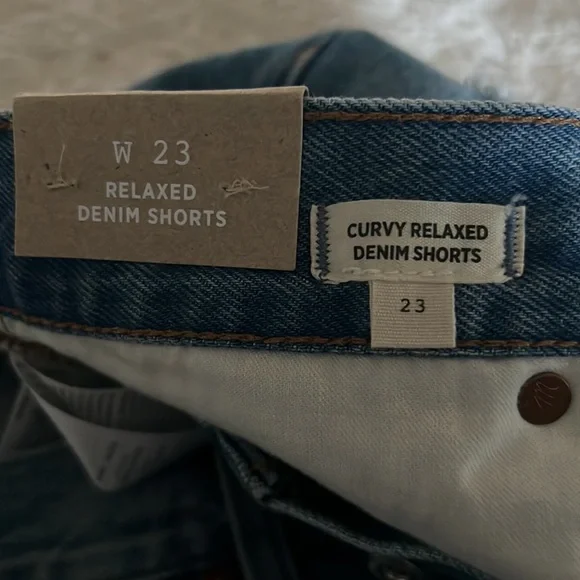 W 23
RELAXED
DENIM SHORTS
CURVY RELAXED
DENIM SHORTS
23